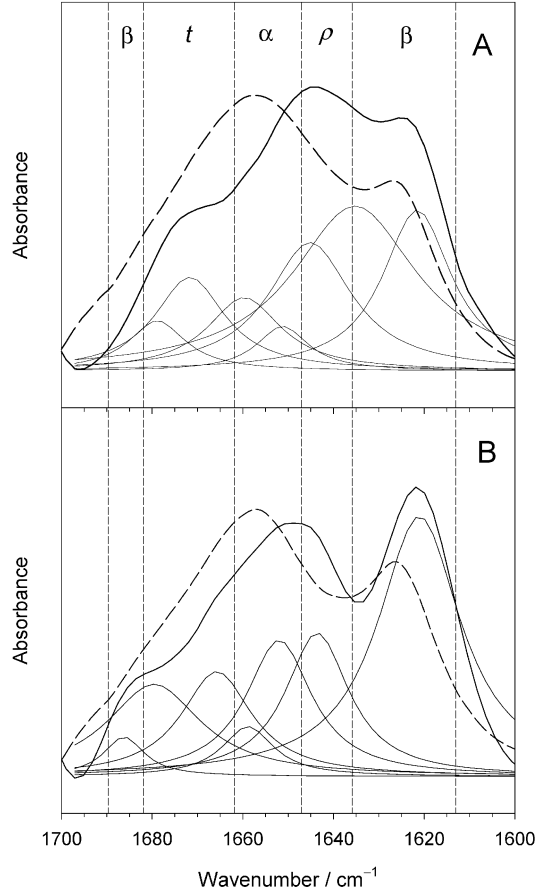 β t α ρ β A
Absorbance
B
Absorbance
1700 1680 1660 1640 1620 1600
Wavenumber / cm⁻¹